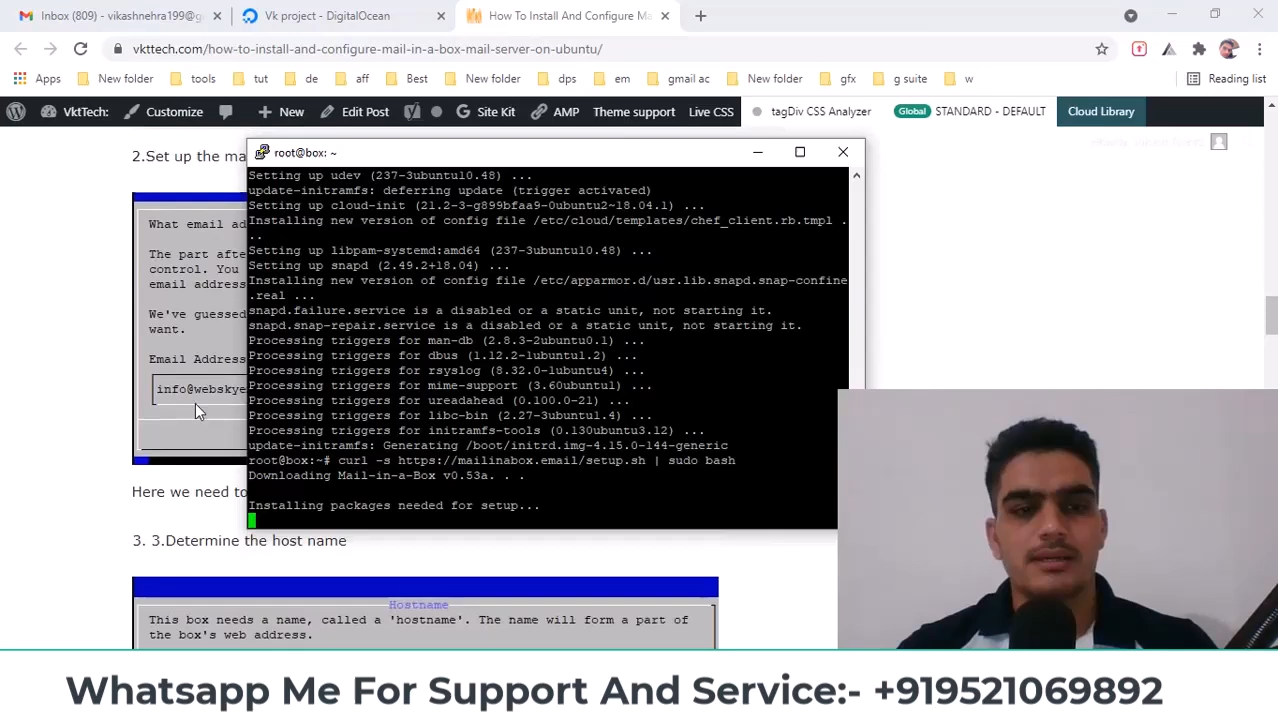 Inbox (809) - vikashnehra199@g
Vk project - DigitalOcean
How To Install And Configure Ma
vkttech.com/how-to-install-and-configure-mail-in-a-box-mail-server-on-ubuntu/
Apps New folder tools tut de aff Best New folder dps em gmail ac New folder gfx g suite w Reading list
VktTech: Customize New Edit Post Site Kit AMP Theme support Live CSS tagDiv CSS Analyzer Global STANDARD - DEFAULT Cloud Library
2.Set up the ma
What email ad
The part afte
control. You
email address
We've guessed
want.
Email Address
info@webskye
Here we need to
root@box: ~
Setting up udev (237-3ubuntu10.48) ...
update-initramfs: deferring update (trigger activated)
Setting up cloud-init (21.2-3-g899bfaa9-0ubuntu2~18.04.1) ...
Installing new version of config file /etc/cloud/templates/chef_client.rb.tmpl .
..
Setting up libpam-systemd:amd64 (237-3ubuntu10.48) ...
Setting up snapd (2.49.2+18.04) ...
Installing new version of config file /etc/apparmor.d/usr.lib.snapd.snap-confine
.real ...
snapd.failure.service is a disabled or a static unit, not starting it.
snapd.snap-repair.service is a disabled or a static unit, not starting it.
Processing triggers for man-db (2.8.3-2ubuntu0.1) ...
Processing triggers for dbus (1.12.2-1ubuntu1.2) ...
Processing triggers for rsyslog (8.32.0-1ubuntu4) ...
Processing triggers for mime-support (3.60ubuntu1) ...
Processing triggers for ureadahead (0.100.0-21) ...
Processing triggers for libc-bin (2.27-3ubuntu1.4) ...
Processing triggers for initramfs-tools (0.130ubuntu3.12) ...
update-initramfs: Generating /boot/initrd.img-4.15.0-144-generic
root@box:~# curl -s https://mailinabox.email/setup.sh | sudo bash
Downloading Mail-in-a-Box v0.53a. . .
Installing packages needed for setup...
3. 3.Determine the host name
Hostname
This box needs a name, called a 'hostname'. The name will form a part
of the box's web address.
Whatsapp Me For Support And Service:- +919521069892